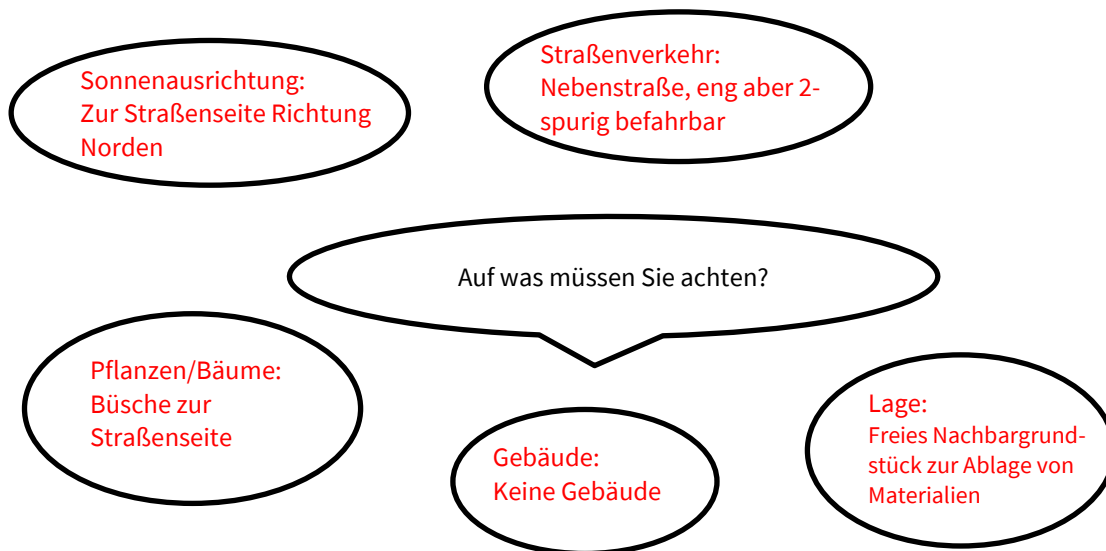 Sonnenausrichtung:
Zur Straßenseite Richtung
Norden
Straßenverkehr:
Nebenstraße, eng aber 2-
spurig befahrbar
Auf was müssen Sie achten?
Pflanzen/Bäume:
Büsche zur
Straßenseite
Gebäude:
Keine Gebäude
Lage:
Freies Nachbargrund-
stück zur Ablage von
Materialien